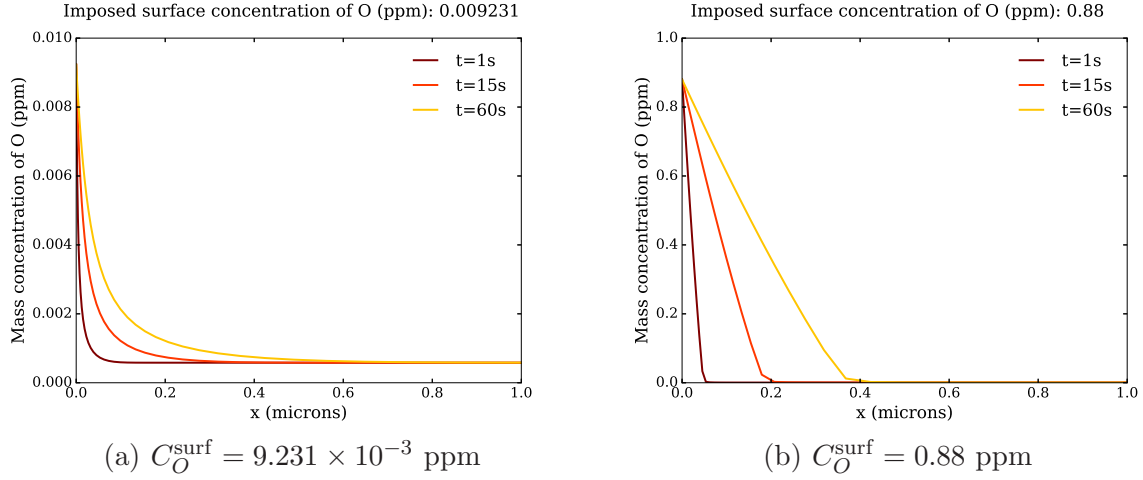 Imposed surface concentration of O (ppm): 0.009231
Mass concentration of O (ppm)
0.010
0.008
0.006
0.004
0.002
0.000
t=1s
t=15s
t=60s
0.0 0.2 0.4 0.6 0.8 1.0
x (microns)
(a) $C_O^{\text{surf}} = 9.231 \times 10^{-3}$ ppm
Imposed surface concentration of O (ppm): 0.88
Mass concentration of O (ppm)
1.0
0.8
0.6
0.4
0.2
0.0
t=1s
t=15s
t=60s
0.0 0.2 0.4 0.6 0.8 1.0
x (microns)
(b) $C_O^{\text{surf}} = 0.88$ ppm